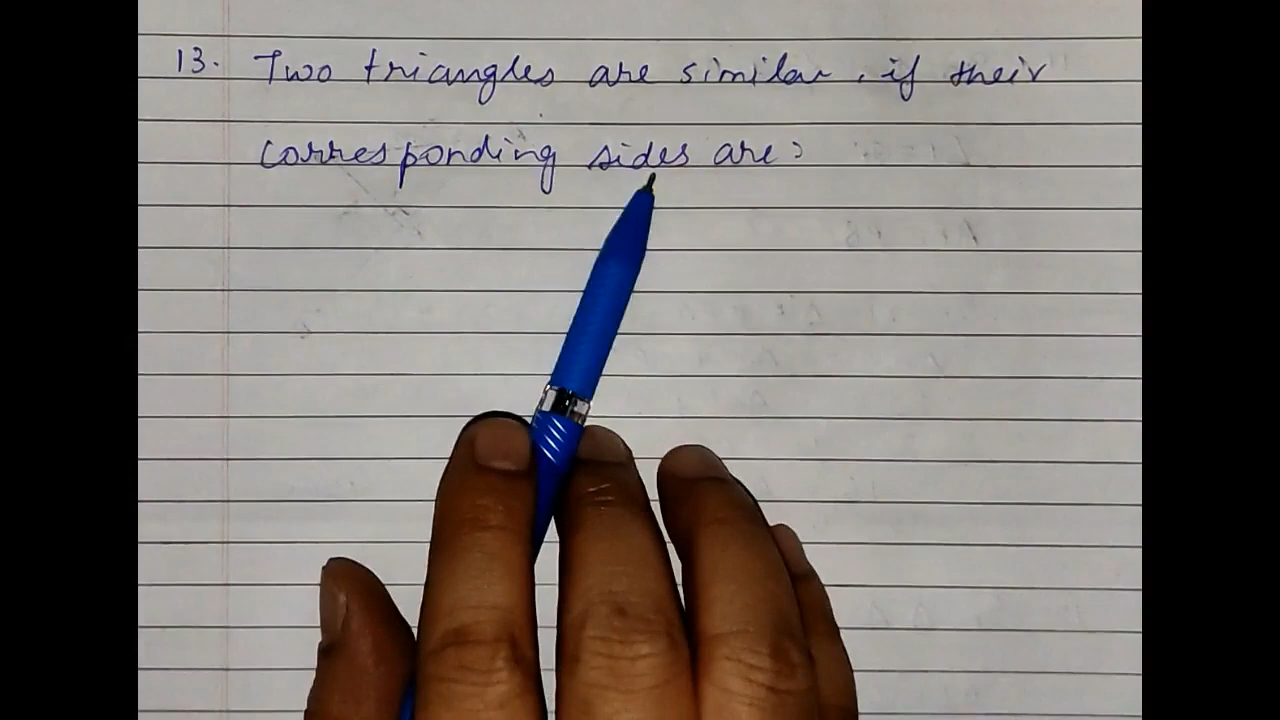 13. Two triangles are similar, if their
corresponding sides are: